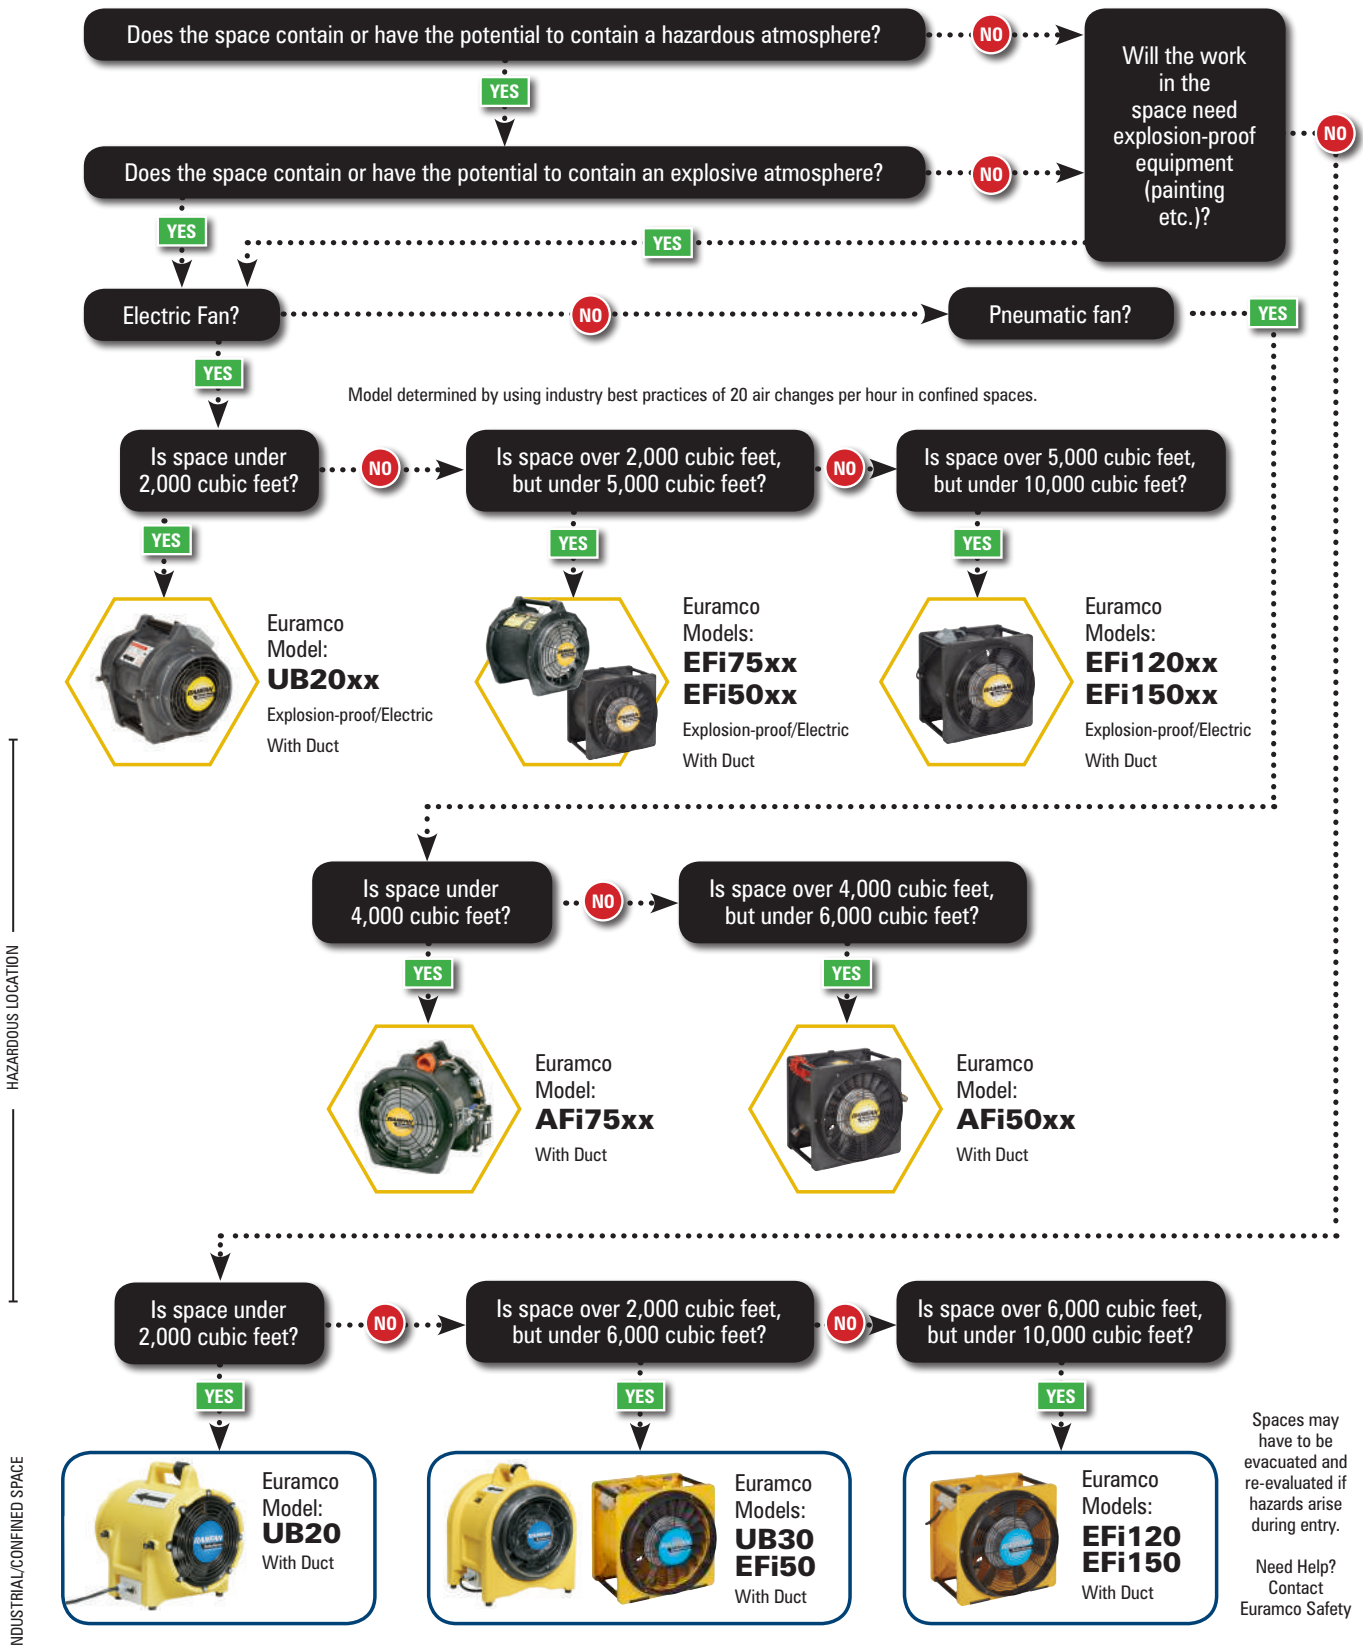 Does the space contain or have the potential to contain a hazardous atmosphere?
NO
Will the work
in the
space need
explosion-proof
equipment
(painting
etc.)?
NO
YES
Does the space contain or have the potential to contain an explosive atmosphere?
NO
YES
YES
Electric Fan?
NO
Pneumatic fan?
YES
YES
Model determined by using industry best practices of 20 air changes per hour in confined spaces.
Is space under
2,000 cubic feet?
NO
Is space over 2,000 cubic feet,
but under 5,000 cubic feet?
NO
Is space over 5,000 cubic feet,
but under 10,000 cubic feet?
YES
YES
YES
Euramco
Model:
UB20xx
Explosion-proof/Electric
With Duct
Euramco
Models:
EFi75xx
EFi50xx
Explosion-proof/Electric
With Duct
Euramco
Models:
EFi120xx
EFi150xx
Explosion-proof/Electric
With Duct
HAZARDOUS LOCATION
Is space under
4,000 cubic feet?
NO
Is space over 4,000 cubic feet,
but under 6,000 cubic feet?
YES
YES
Euramco
Model:
AFi75xx
With Duct
Euramco
Model:
AFi50xx
With Duct
Is space under
2,000 cubic feet?
NO
Is space over 2,000 cubic feet,
but under 6,000 cubic feet?
NO
Is space over 6,000 cubic feet,
but under 10,000 cubic feet?
YES
YES
YES
NDUSTRIAL/CONFINED SPACE
Euramco
Model:
UB20
With Duct
Euramco
Models:
UB30
EFi50
With Duct
Euramco
Models:
EFi120
EFi150
With Duct
Spaces may
have to be
evacuated and
re-evaluated if
hazards arise
during entry.
Need Help?
Contact
Euramco Safety